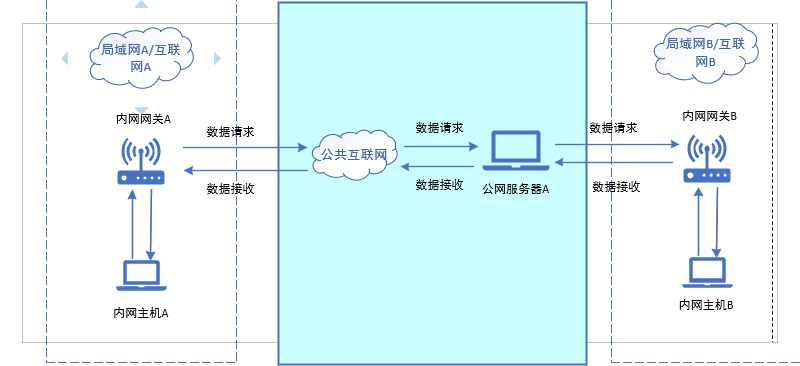 局域网A/互联
网A
局域网B/互联
网B
内网网关A
内网网关B
数据请求
数据请求
数据请求
公共互联网
数据接收
数据接收
数据接收
公网服务器A
内网主机A
内网主机B